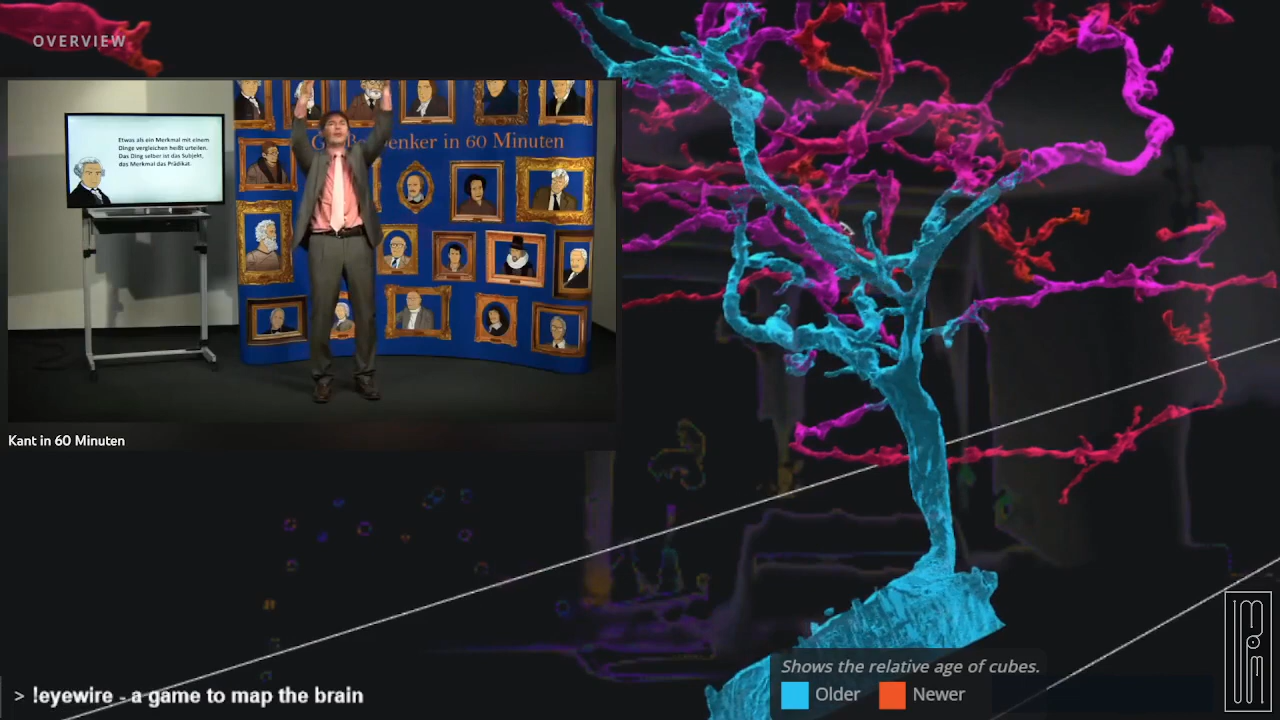 OVERVIEW
Etwas als ein Merkmal mit einem
Dinge vergleichen heißt urteilen.
Das Ding selber ist das Subjekt,
das Merkmal das Prädikat.
enker in 60 Minuten
Kant in 60 Minuten
Shows the relative age of cubes.
Older Newer
> !eyewire - a game to map the brain